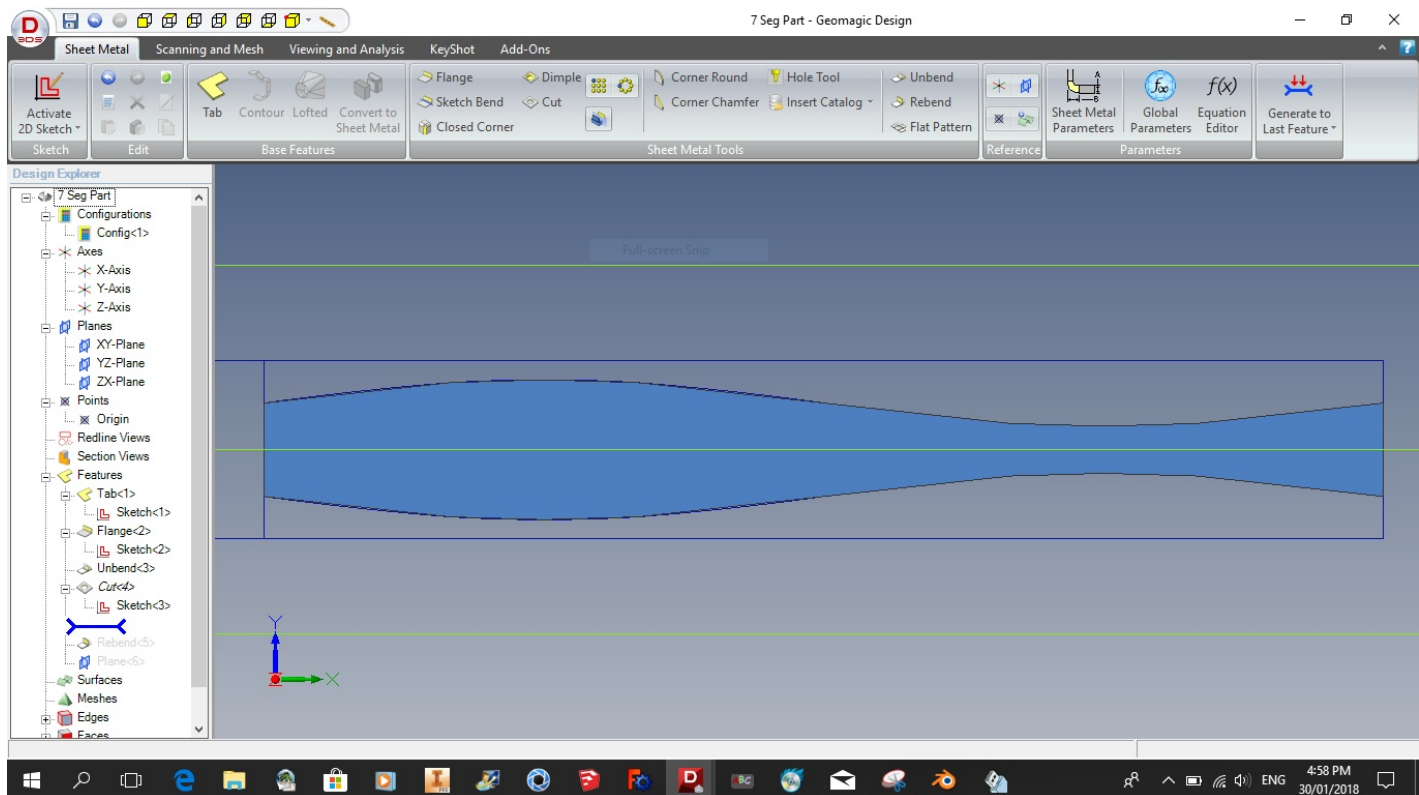 7 Seg Part - Geomagic Design
D
3DS
Sheet Metal Scanning and Mesh Viewing and Analysis KeyShot Add-Ons
Activate
2D Sketch
Sketch
Edit
Tab Contour Lofted Convert to
Sheet Metal
Base Features
Flange Dimple Corner Round Hole Tool Unbend
Sketch Bend Cut Corner Chamfer Insert Catalog Rebend
Closed Corner Flat Pattern
Sheet Metal Tools
Reference
A
B
Sheet Metal
Parameters
Global
Parameters
f(x)
Equation
Editor
Parameters
Generate to
Last Feature
Design Explorer
7 Seg Part
Configurations
Config<1>
Axes
X-Axis
Y-Axis
Z-Axis
Planes
XY-Plane
YZ-Plane
ZX-Plane
Points
Origin
Redline Views
Section Views
Features
Tab<1>
Sketch<1>
Flange<2>
Sketch<2>
Unbend<3>
Cut<4>
Sketch<3>
Rebend<5>
Plane<6>
Surfaces
Meshes
Edges
Faces
Full-screen Snip
Y
X
ABC
ENG
4:58 PM
30/01/2018